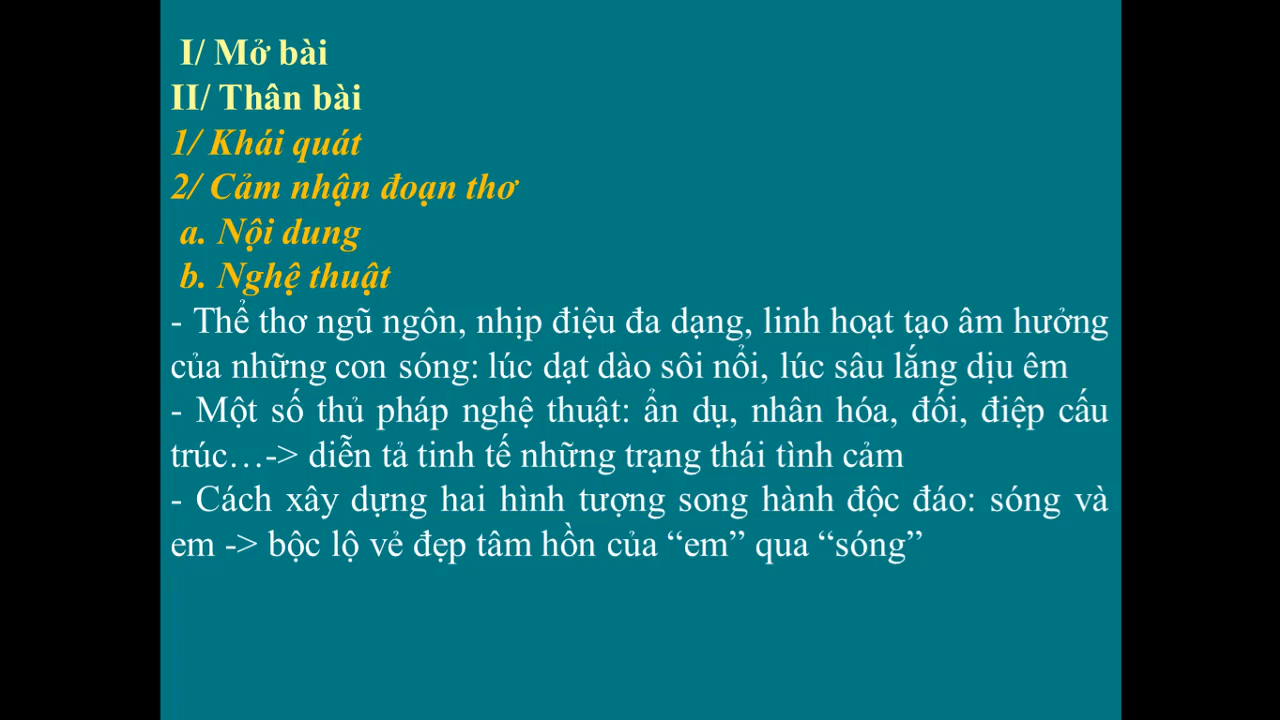 I/ Mở bài
II/ Thân bài
1/ Khái quát
2/ Cảm nhận đoạn thơ
a. Nội dung
b. Nghệ thuật
- Thể thơ ngũ ngôn, nhịp điệu đa dạng, linh hoạt tạo âm hưởng
của những con sóng: lúc dạt dào sôi nổi, lúc sâu lắng dịu êm
- Một số thủ pháp nghệ thuật: ẩn dụ, nhân hóa, đối, điệp cấu
trúc…-> diễn tả tinh tế những trạng thái tình cảm
- Cách xây dựng hai hình tượng song hành độc đáo: sóng và
em -> bộc lộ vẻ đẹp tâm hồn của “em” qua “sóng”